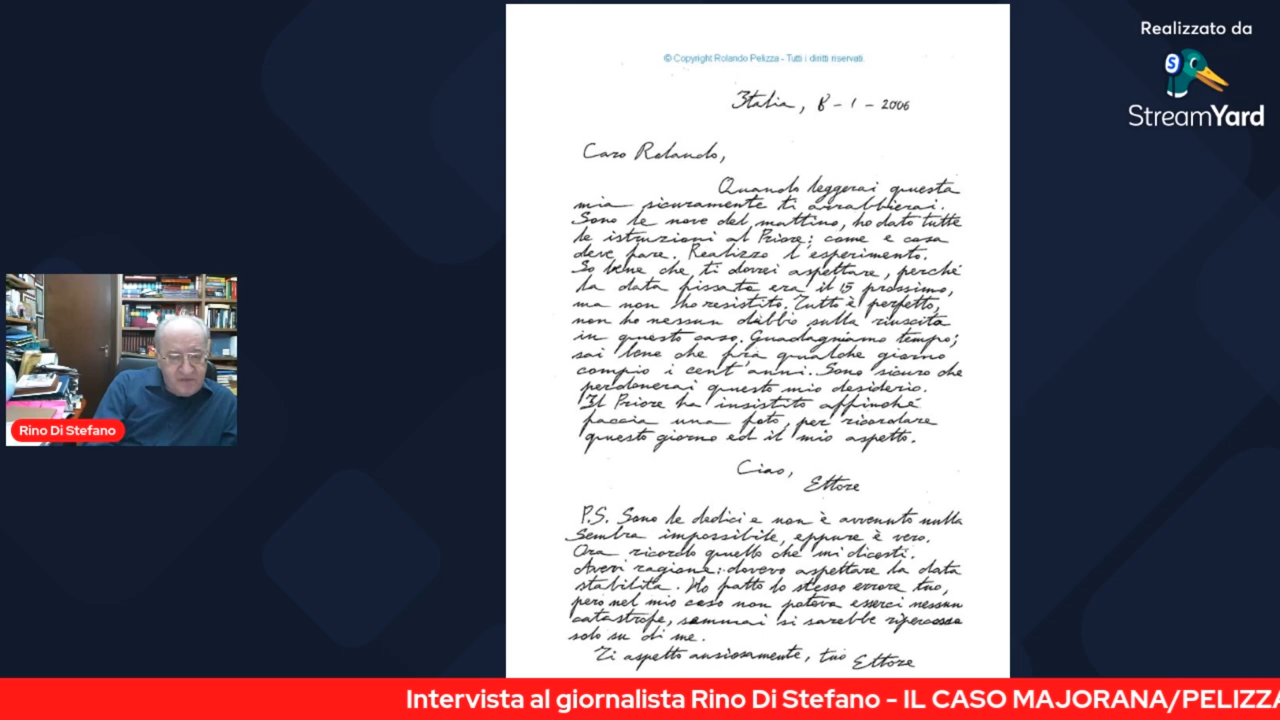 Realizzato da
StreamYard
© Copyright Rolando Pelizza - Tutti i diritti riservati.
Italia, 8 - 1 - 2006
Caro Rolando,
Quando leggerai questa
mia sicuramente ti arrabbierai.
Sono le nove del mattino, ho dato tutte
le istruzioni al Priore; come e cosa
deve fare. Realizzo l'esperimento.
So bene che ti dovrei aspettare, perché
la data fissata era il 15 prossimo,
ma non ho resistito. Tutto è perfetto,
non ho nessun dubbio sulla riuscita
in questo caso. Guadagniamo tempo;
sai bene che fra qualche giorno
compio i cent'anni. Sono sicuro che
perdonerai questo mio desiderio.
Il Priore ha insistito affinché
faccia una foto, per ricordare
questo giorno ed il mio aspetto.
Ciao,
Ettore
P.S. Sono le dodici e non è avvenuto nulla
Sembra impossibile, eppure è vero.
Ora ricordo quello che mi dicesti.
Avevi ragione: dovevo aspettare la data
stabilita. Ho fatto lo stesso errore tuo,
però nel mio caso non poteva esserci nessun
catastrofe, semmai si sarebbe ripercossa
solo su di me.
Ti aspetto ansiosamente, tuo Ettore
Rino Di Stefano
Intervista al giornalista Rino Di Stefano - IL CASO MAJORANA/PELIZZA